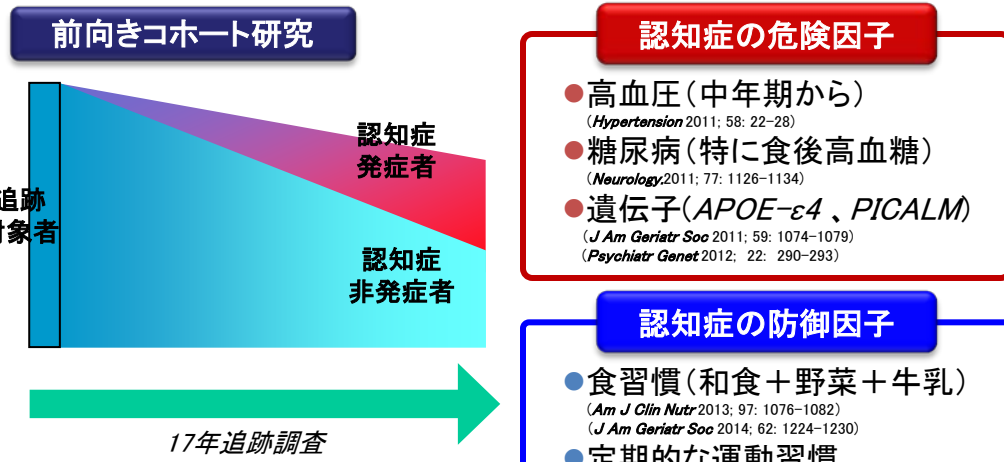 前向きコホート研究
追跡
対象者
認知症
発症者
認知症
非発症者
17年追跡調査
認知症の危険因子
●高血圧(中年期から)
(Hypertension 2011; 58: 22-28)
●糖尿病(特に食後高血糖)
(Neurology,2011; 77: 1126-1134)
●遺伝子(APOE-ε4 、PICALM)
(J Am Geriatr Soc 2011; 59: 1074-1079)
(Psychiatr Genet 2012; 22: 290-293)
認知症の防御因子
●食習慣(和食+野菜+牛乳)
(Am J Clin Nutr 2013; 97: 1076-1082)
(J Am Geriatr Soc 2014; 62: 1224-1230)
●定期的な運動習慣